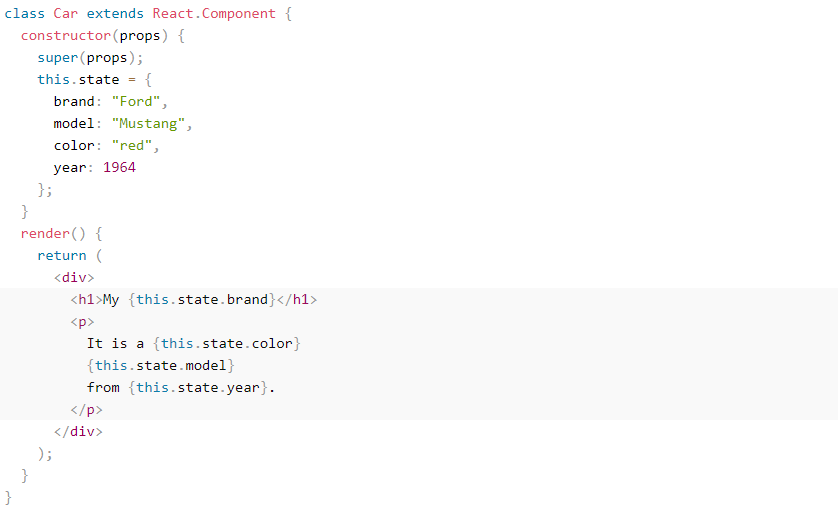 class Car extends React.Component {
  constructor(props) {
    super(props);
    this.state = {
      brand: "Ford",
      model: "Mustang",
      color: "red",
      year: 1964
    };
  }
  render() {
    return (
      <div>
        <h1>My {this.state.brand}</h1>
        <p>
          It is a {this.state.color}
          {this.state.model}
          from {this.state.year}.
        </p>
      </div>
    );
  }
}